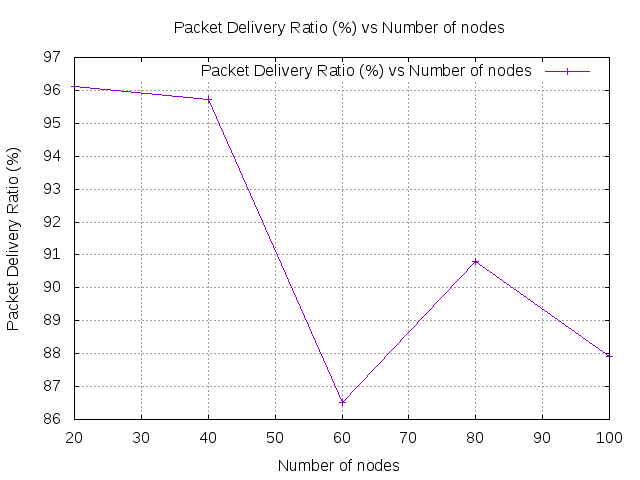 Packet Delivery Ratio (%) vs Number of nodes
Packet Delivery Ratio (%) vs Number of nodes
97
96
95
94
93
92
91
90
89
88
87
86
Packet Delivery Ratio (%)
20 30 40 50 60 70 80 90 100
Number of nodes